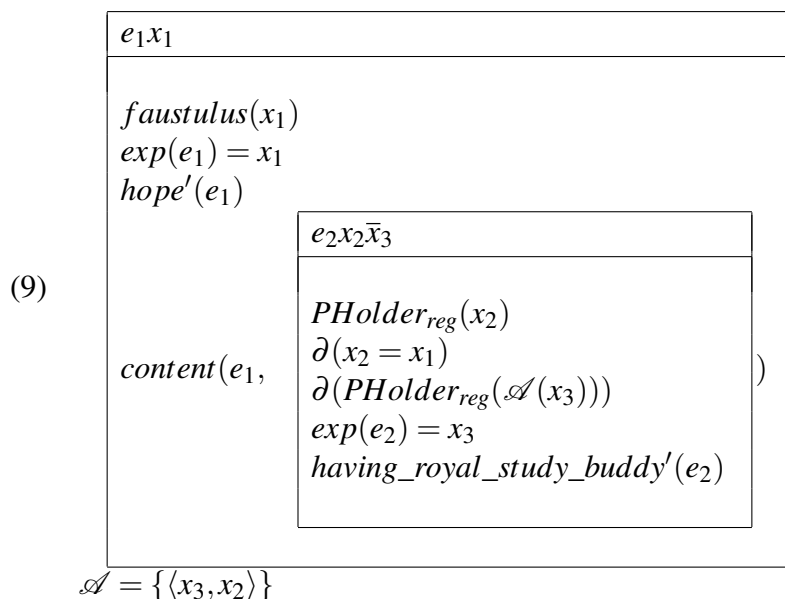 e₁x₁
faustulus(x₁)
exp(e₁) = x₁
hope′(e₁)
e₂x₂x̄₃
(9)
PHolder_reg(x₂)
∂(x₂ = x₁)
content(e₁, ∂(PHolder_reg(𝒜(x₃))) )
exp(e₂) = x₃
having_royal_study_buddy′(e₂)
𝒜 = {⟨x₃, x₂⟩}